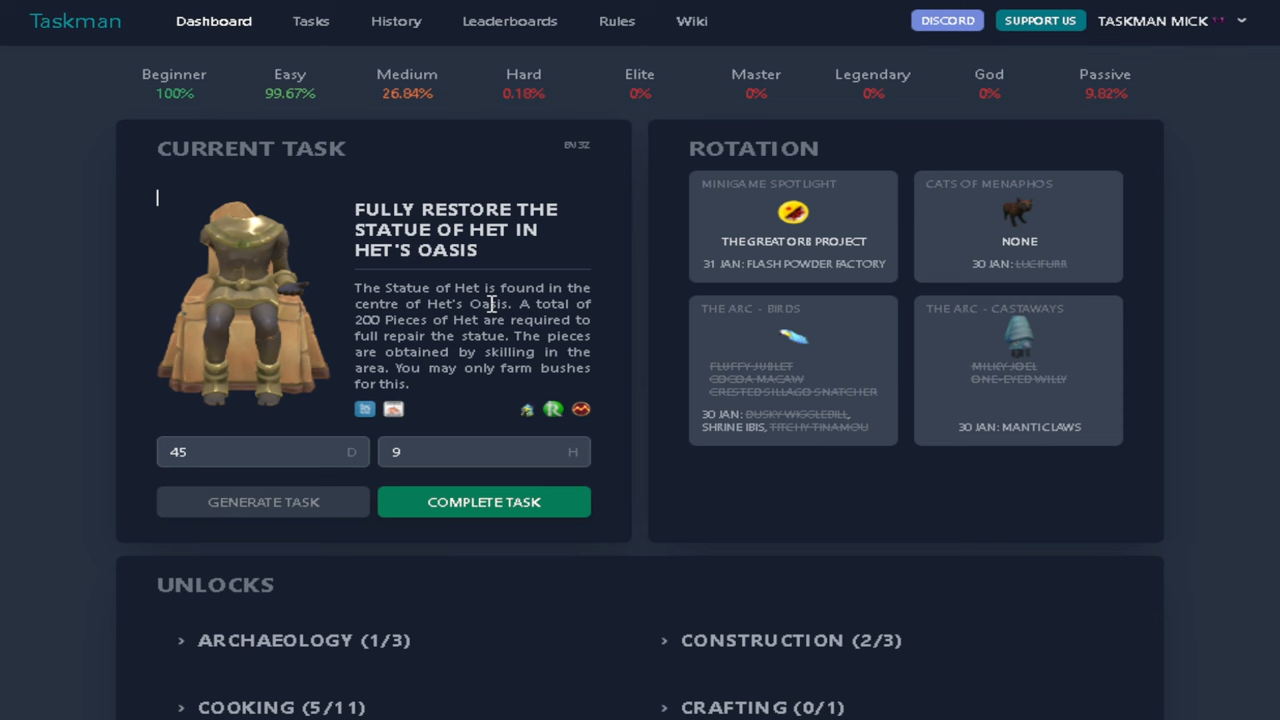 Taskman Dashboard Tasks History Leaderboards Rules Wiki DISCORD SUPPORT US TASKMAN MICK
Beginner Easy Medium Hard Elite Master Legendary God Passive
100% 99.67% 26.84% 0.18% 0% 0% 0% 0% 9.82%
CURRENT TASK
FULLY RESTORE THE
STATUE OF HET IN
HET'S OASIS
The Statue of Het is found in the
centre of Het's Oasis. A total of
200 Pieces of Het are required to
full repair the statue. The pieces
are obtained by skilling in the
area. You may only farm bushes
for this.
45 D 9 H
GENERATE TASK COMPLETE TASK
ROTATION
MINIGAME SPOTLIGHT
THE GREAT ORB PROJECT
31 JAN: FLASH POWDER FACTORY
CATS OF MENAPHOS
NONE
30 JAN: LUCIFURR
THE ARC - BIRDS
FLUFFY JUBLET
COCOA MACAW
CRESTED SILLAGO SNATCHER
30 JAN: DUSKY WIGGLEBILL,
SHRINE IBIS, TITCHY TINAMOU
THE ARC - CASTAWAYS
MILKY JOEL
ONE-EYED WILLY
30 JAN: MANTICLAWS
UNLOCKS
> ARCHAEOLOGY (1/3) > CONSTRUCTION (2/3)
> COOKING (5/11) > CRAFTING (0/1)